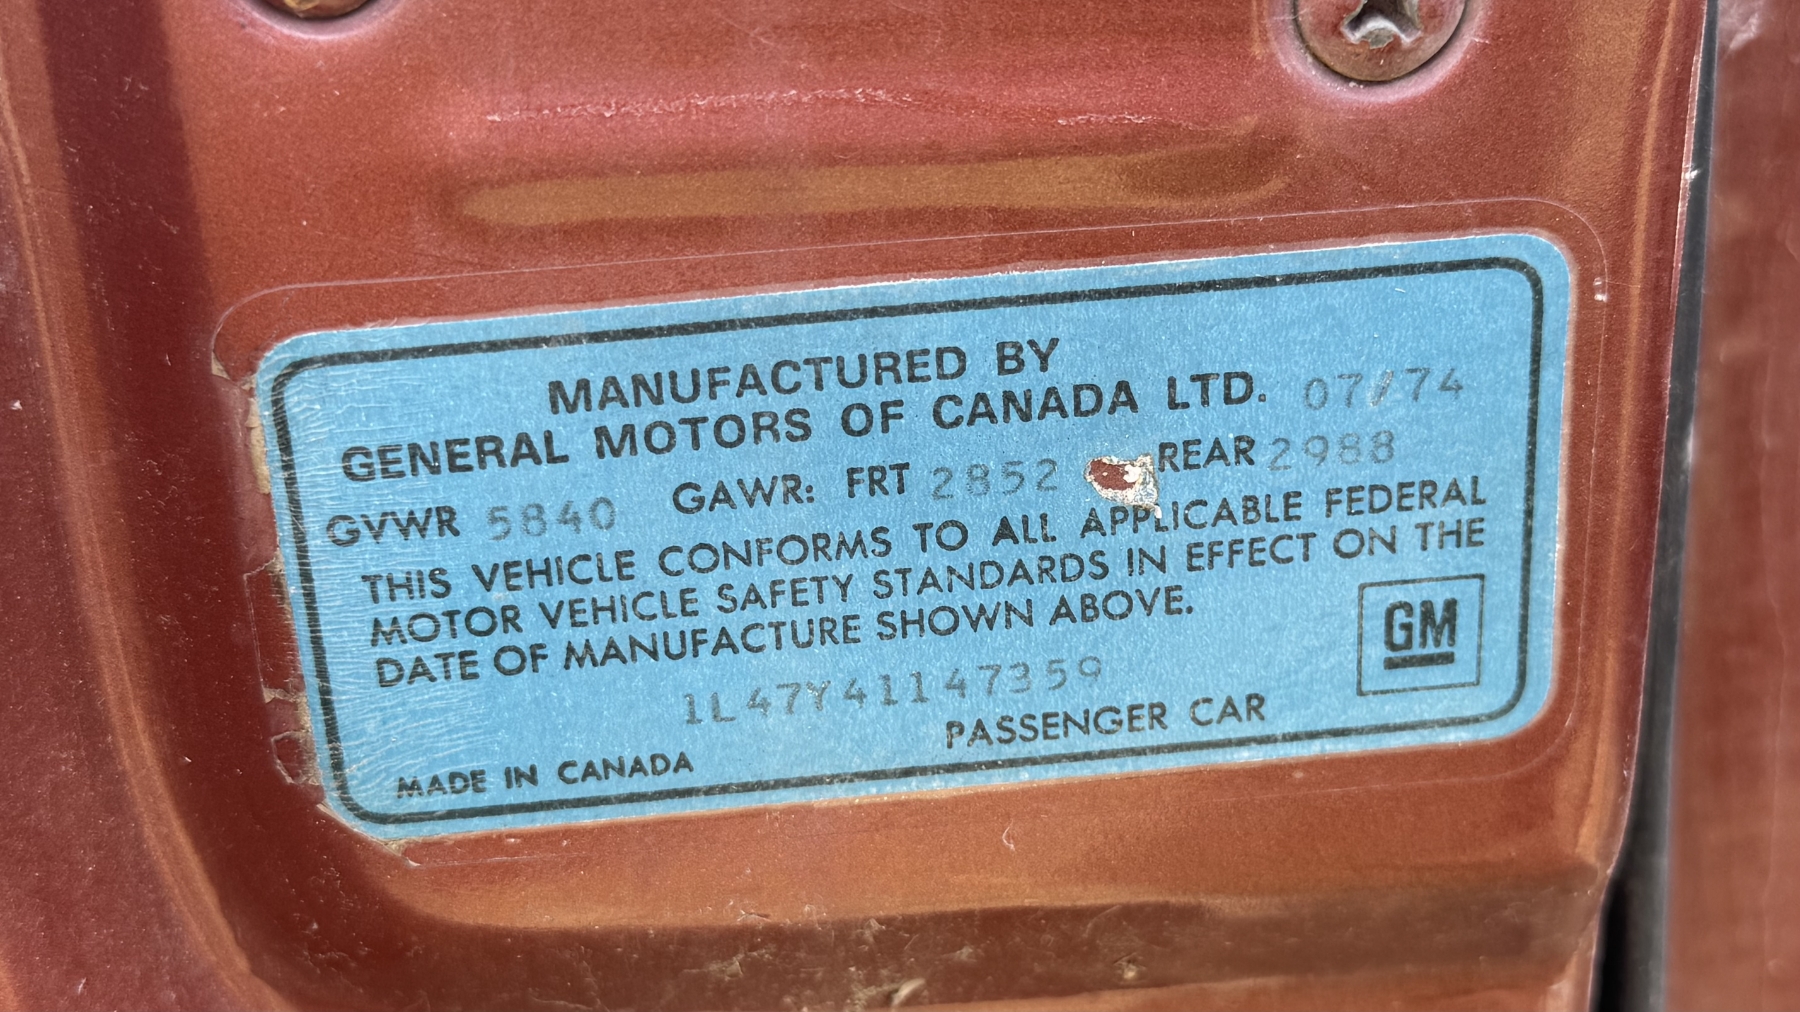 MANUFACTURED BY
GENERAL MOTORS OF CANADA LTD. 07/74
GVWR 5840 GAWR: FRT 2852 REAR 2988
THIS VEHICLE CONFORMS TO ALL APPLICABLE FEDERAL
MOTOR VEHICLE SAFETY STANDARDS IN EFFECT ON THE
DATE OF MANUFACTURE SHOWN ABOVE.
GM
1L47Y41147359
PASSENGER CAR
MADE IN CANADA